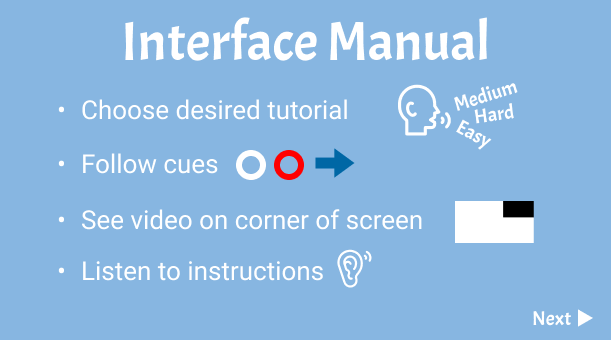 Interface Manual
• Choose desired tutorial
Medium
Hard
Easy
• Follow cues
• See video on corner of screen
• Listen to instructions
Next